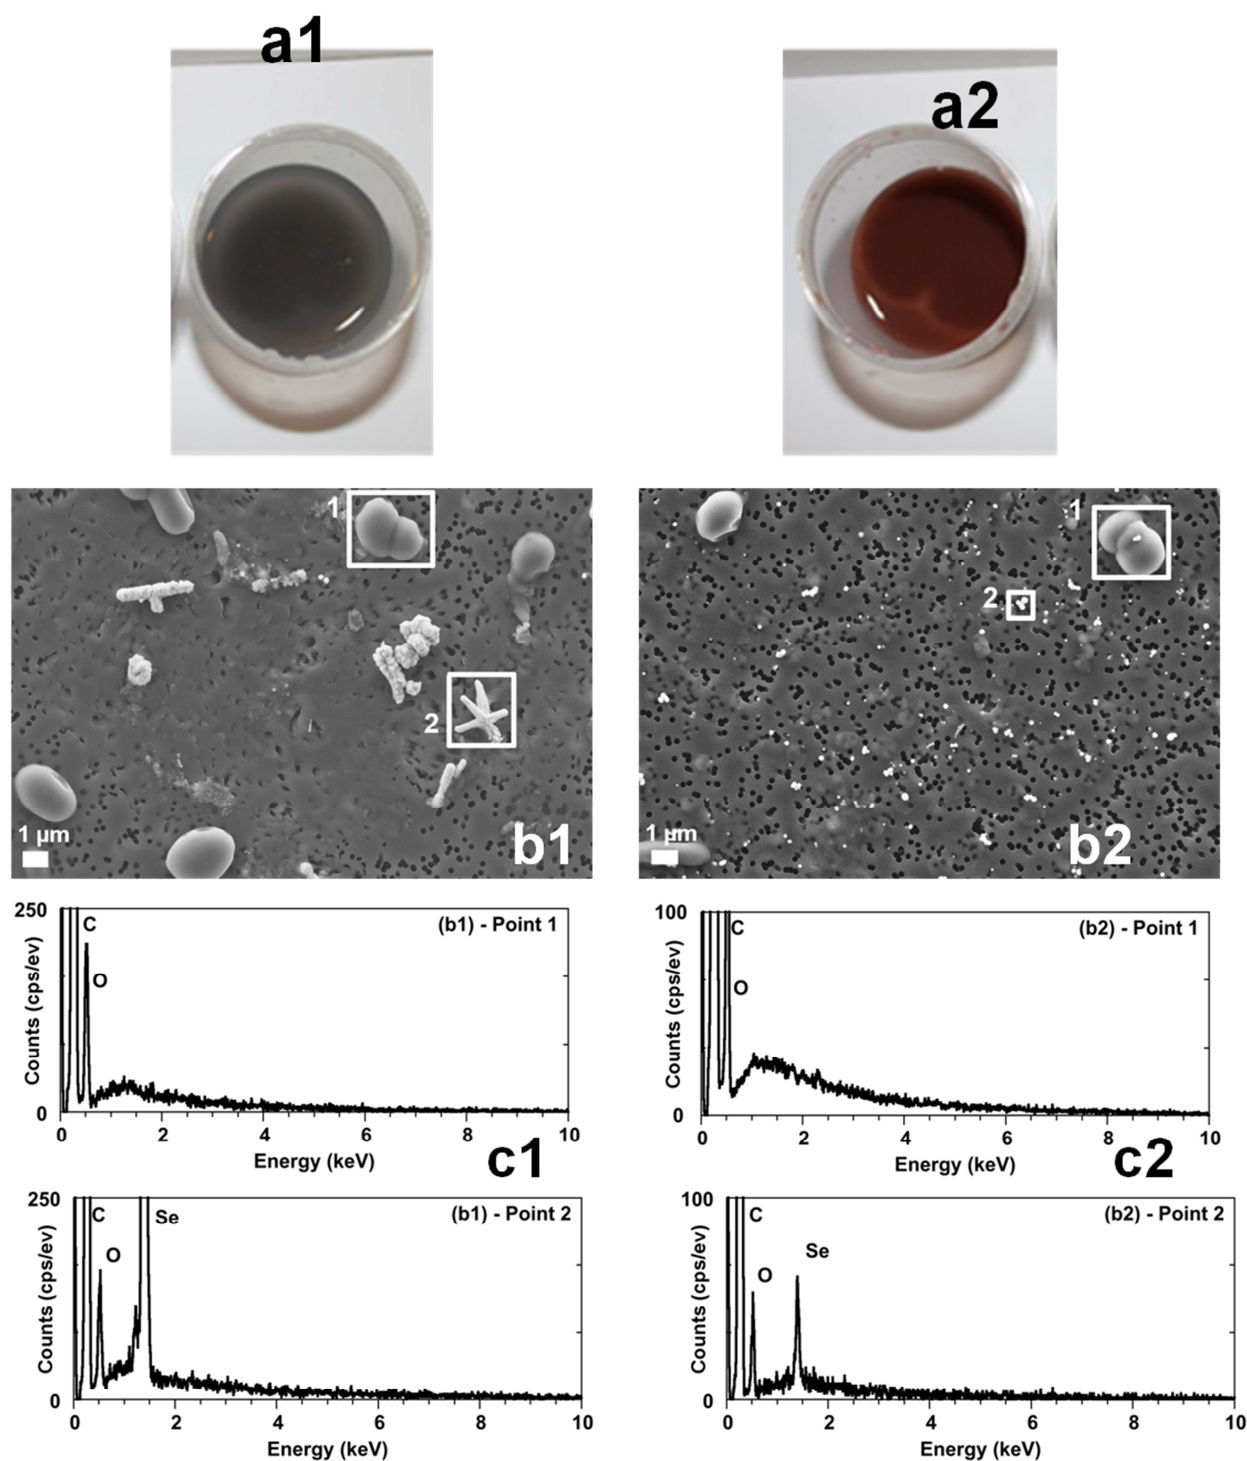 a1
a2
1
2
1 µm
b1
1
2
1 µm
b2
250
C
(b1) - Point 1
O
Counts (cps/ev)
0
0 2 4 6 8 10
Energy (keV)
c1
100
C
(b2) - Point 1
O
Counts (cps/ev)
0
0 2 4 6 8 10
Energy (keV)
c2
250
C
Se
(b1) - Point 2
O
Counts (cps/ev)
0
0 2 4 6 8 10
Energy (keV)
100
C
(b2) - Point 2
Se
O
Counts (cps/ev)
0
0 2 4 6 8 10
Energy (keV)